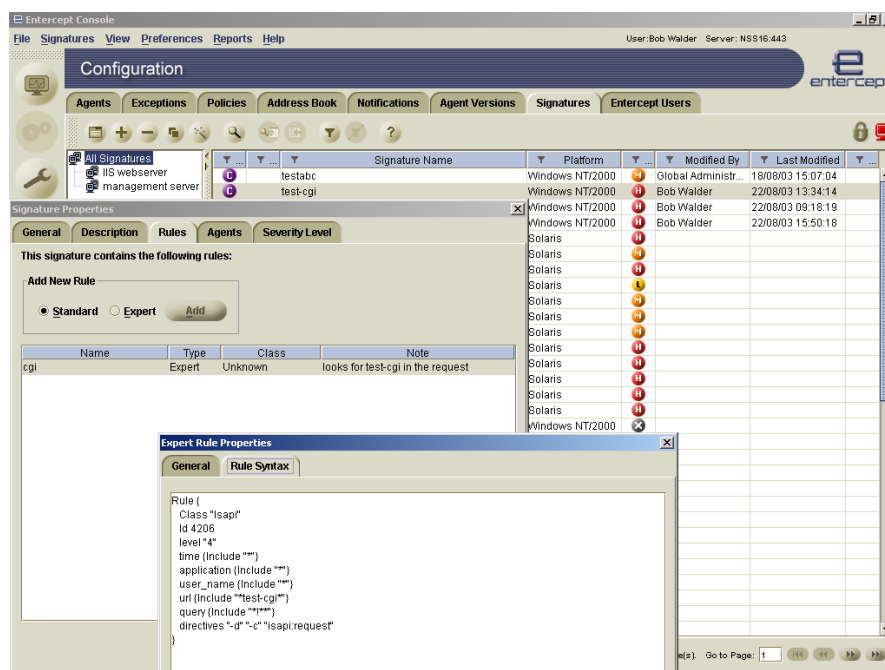 Entercept Console
File Signatures View Preferences Reports Help
User:Bob Walder Server: NSS16:443
Configuration
entercep
Agents Exceptions Policies Address Book Notifications Agent Versions Signatures Entercept Users
All Signatures
IIS webserver
management server
... ... Signature Name Platform ... Modified By Last Modified ...
C testabc Windows NT/2000 M Global Administr... 18/08/03 15:07:04
C test-cgi Windows NT/2000 H Bob Walder 22/08/03 13:34:14
Windows NT/2000 H Bob Walder 22/08/03 09:18:19
Windows NT/2000 H Bob Walder 22/08/03 15:50:18
Solaris H
Solaris M
Solaris H
Solaris L
Solaris M
Solaris M
Solaris M
Solaris H
Solaris H
Solaris H
Solaris H
Solaris H
Windows NT/2000
Signature Properties
General Description Rules Agents Severity Level
This signature contains the following rules:
Add New Rule
Standard Expert Add
Name Type Class Note
cgi Expert Unknown looks for test-cgi in the request
Expert Rule Properties
General Rule Syntax
Rule {
Class "Isapi"
Id 4206
level "4"
time {Include "*"}
application {Include "*"}
user_name {Include "*"}
url {Include "*test-cgi*"}
query {Include "*!**"}
directives "-d" "-c" "isapi:request"
}
e(s). Go to Page: 1